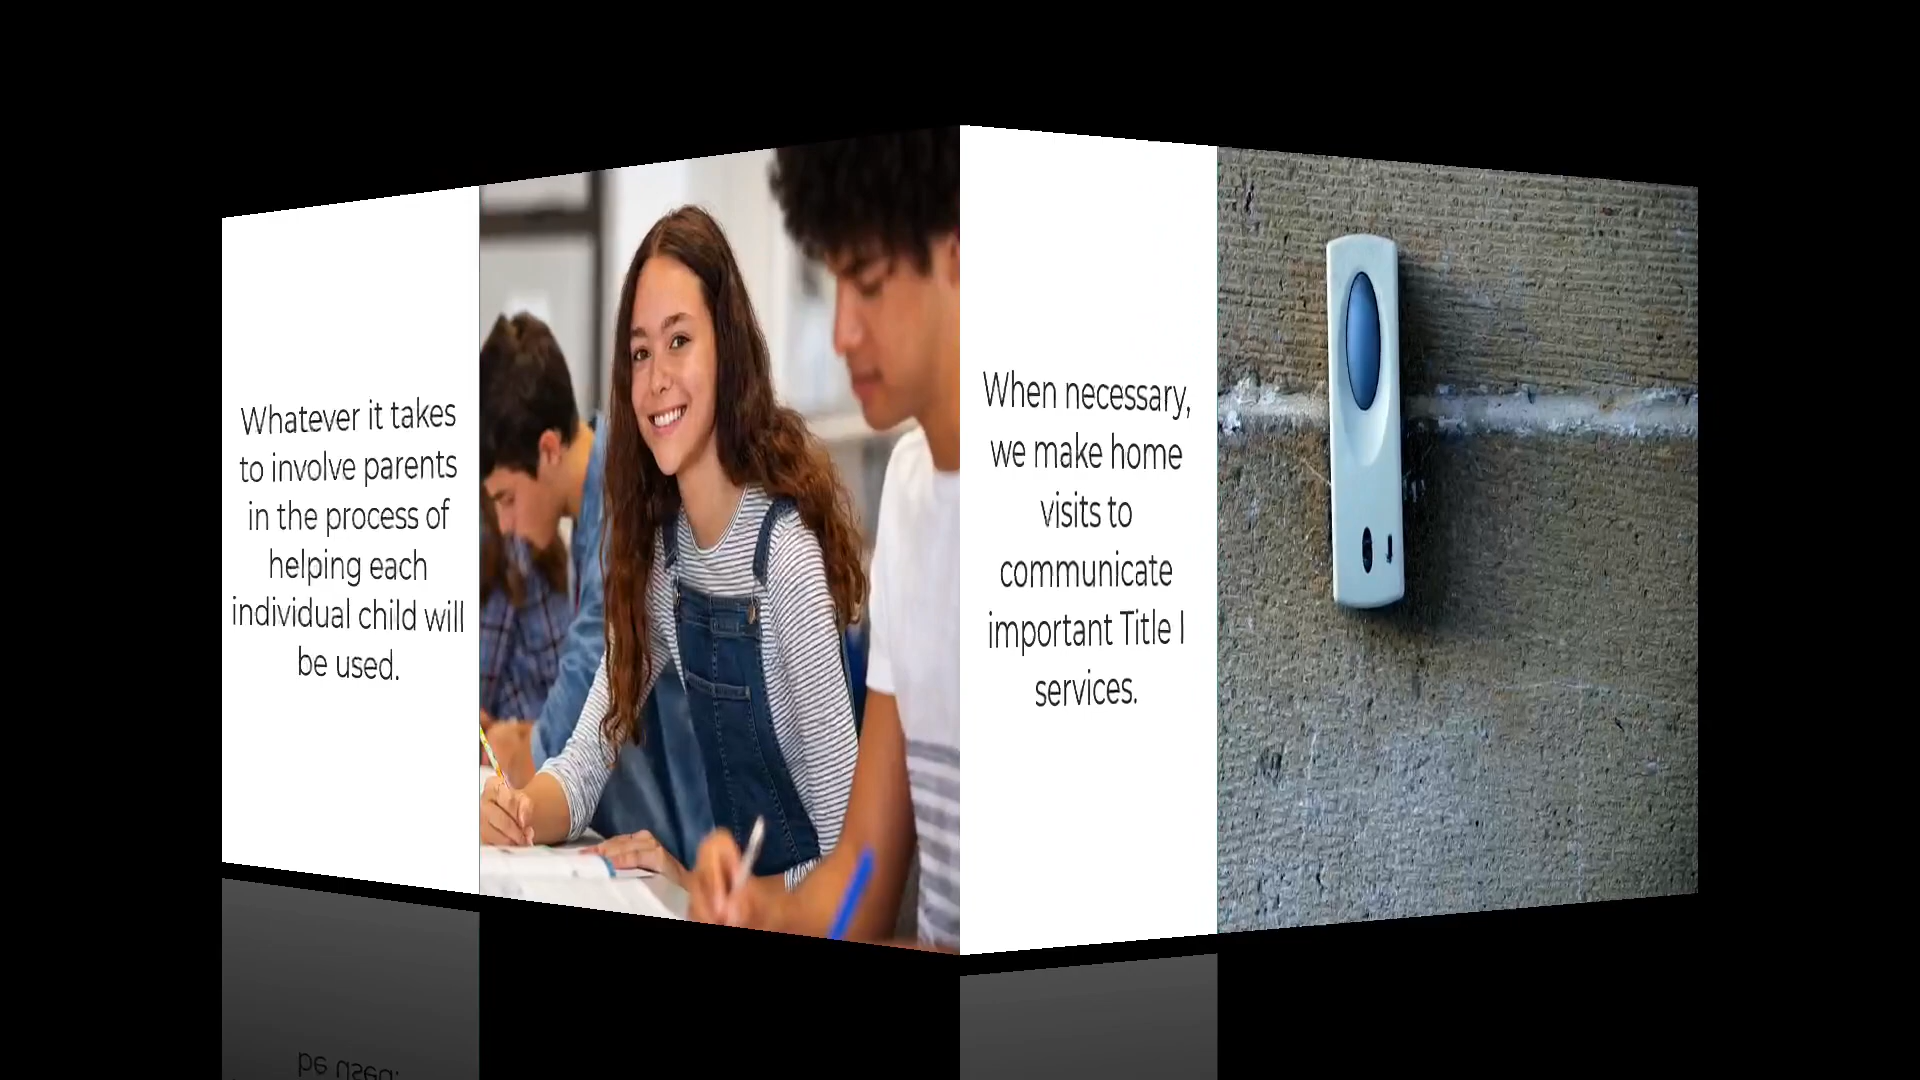 Whatever it takes
to involve parents
in the process of
helping each
individual child will
be used.
When necessary,
we make home
visits to
communicate
important Title I
services.